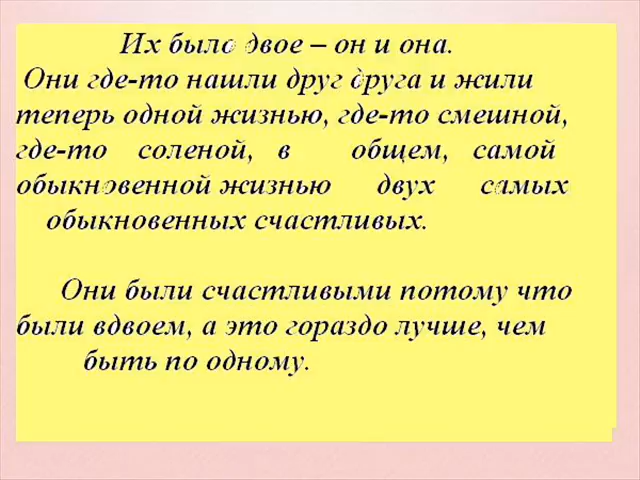 Их было двое – он и она.
Они где-то нашли друг друга и жили
теперь одной жизнью, где-то смешной,
где-то соленой, в общем, самой
обыкновенной жизнью двух самых
обыкновенных счастливых.
Они были счастливыми потому что
были вдвоем, а это гораздо лучше, чем
быть по одному.